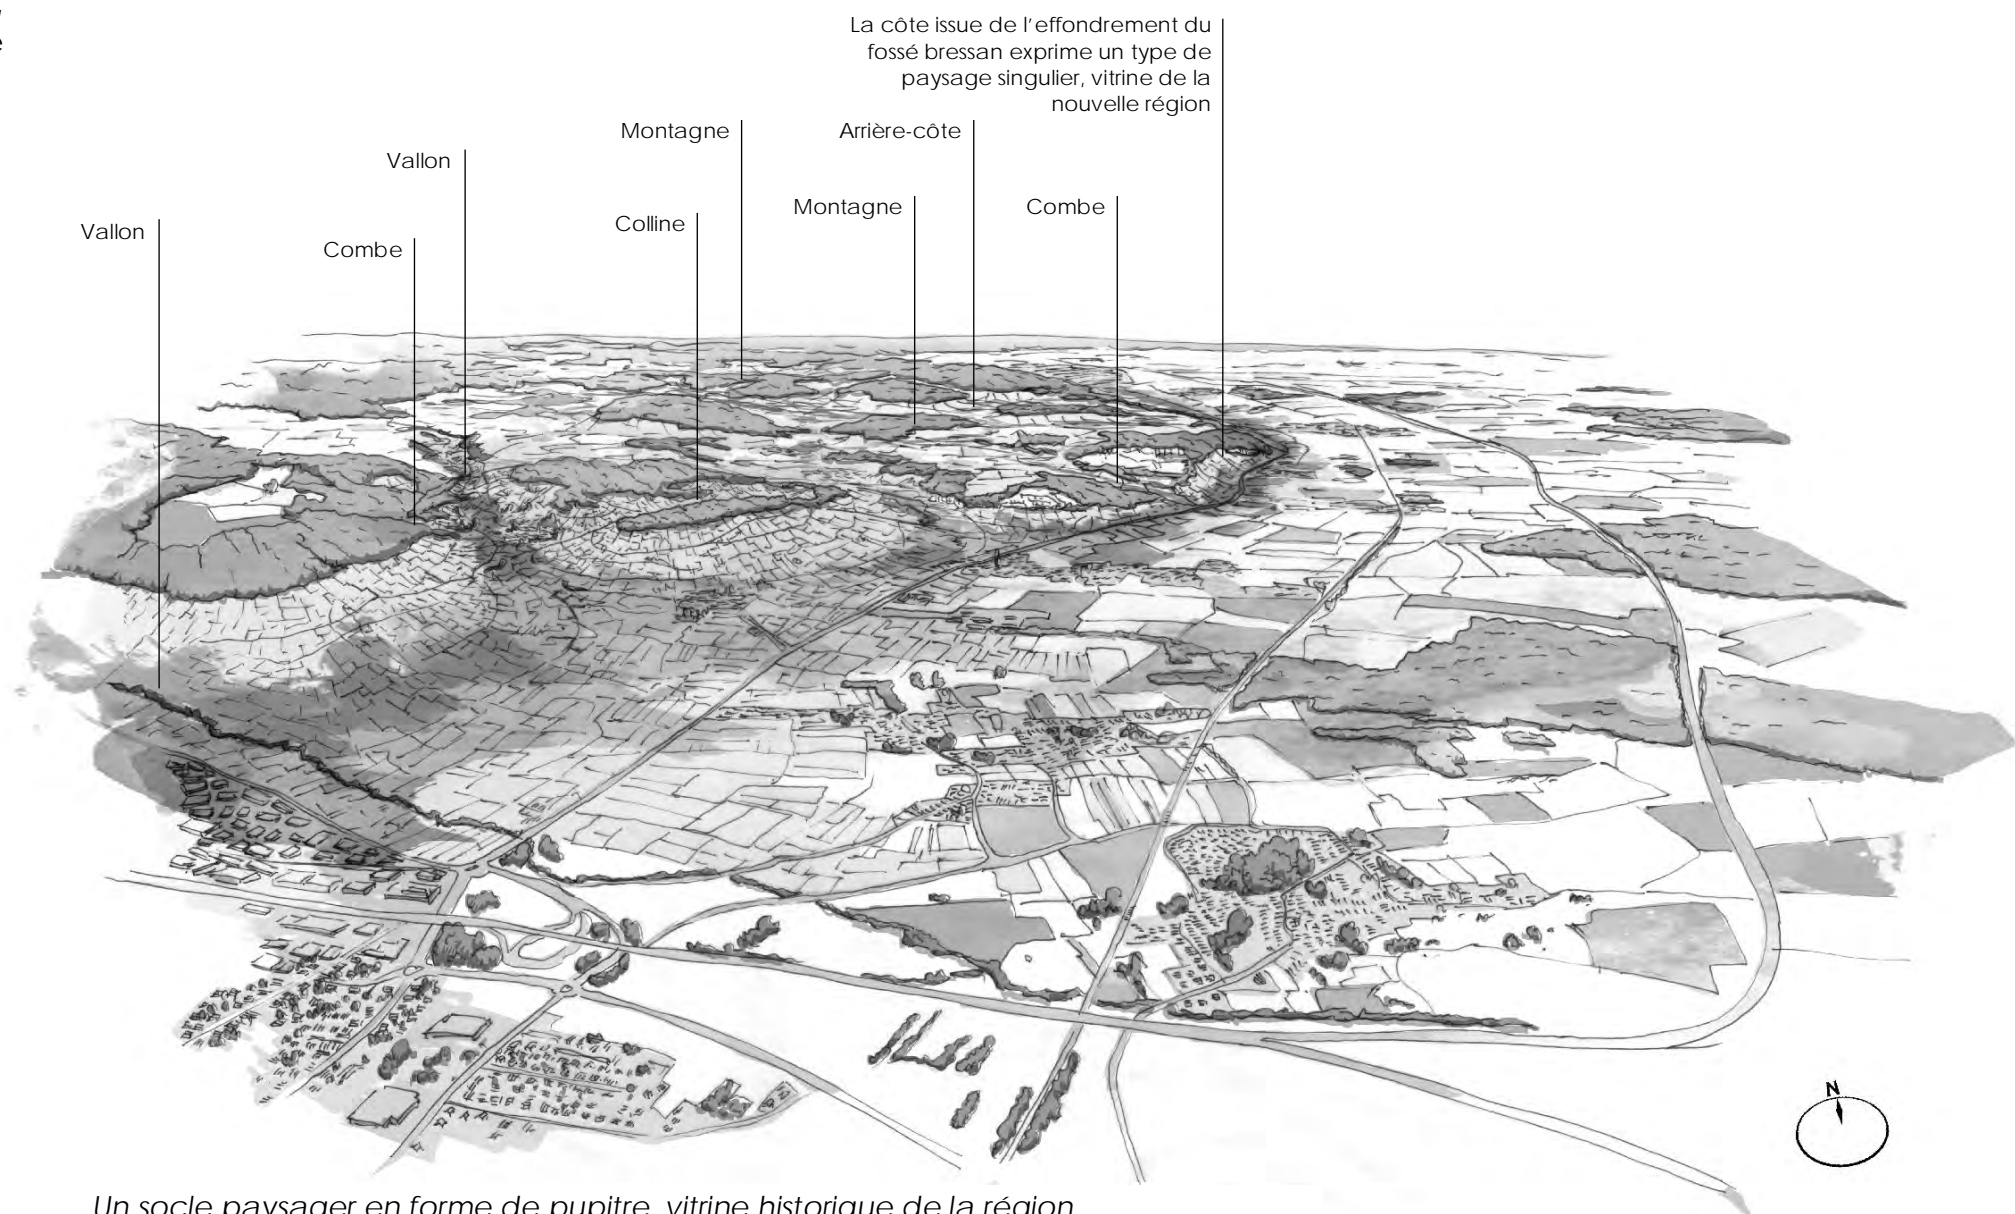 La côte issue de l'effondrement du
fossé bressan exprime un type de
paysage singulier, vitrine de la
nouvelle région
Montagne
Arrière-côte
Vallon
Montagne
Combe
Colline
Vallon
Combe
N
Un socle paysager en forme de pupitre, vitrine historique de la région